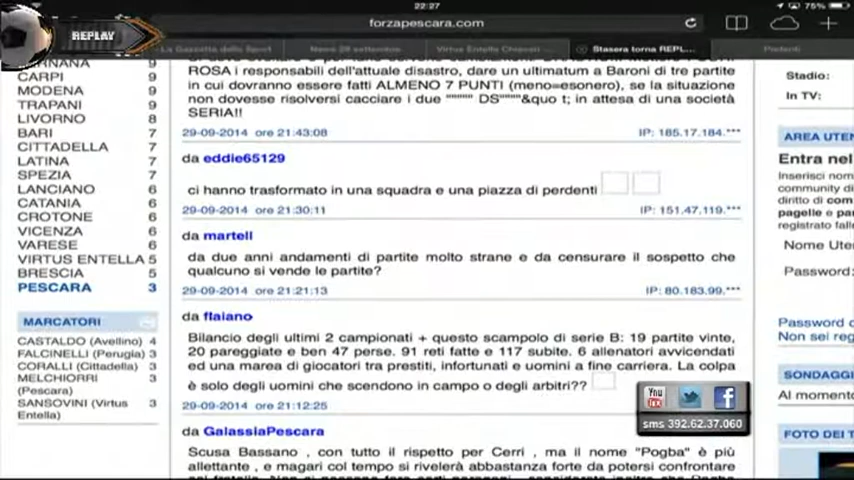 22:27
75%
forzapescara.com
REPLAY
La Gazzetta dello Sport
News 29 settembre
Virtus Entella Chiavari
Stasera torna REPL...
CARPI 9
MODENA 9
TRAPANI 9
LIVORNO 8
BARI 7
CITTADELLA 7
LATINA 7
SPEZIA 7
LANCIANO 6
CATANIA 6
CROTONE 6
VICENZA 6
VARESE 6
VIRTUS ENTELLA 5
BRESCIA 5
PESCARA 3
MARCATORI
CASTALDO (Avellino) 4
FALCINELLI (Perugia) 3
CORALLI (Cittadella) 3
MELCHIORRI 3
(Pescara)
SANSOVINI (Virtus 3
Entella)
ROSA i responsabili dell'attuale disastro, dare un ultimatum a Baroni di tre partite
in cui dovranno essere fatti ALMENO 7 PUNTI (meno=esonero), se la situazione
non dovesse risolversi cacciare i due """"" DS"""""&quo t; in attesa di una società
SERIA!!
29-09-2014 ore 21:43:08 IP: 185.17.184.***
da eddie65129
ci hanno trasformato in una squadra e una piazza di perdenti
29-09-2014 ore 21:30:11 IP: 151.47.119.***
da martell
da due anni andamenti di partite molto strane e da censurare il sospetto che
qualcuno si vende le partite?
29-09-2014 ore 21:21:13 IP: 80.183.99.***
da flaiano
Bilancio degli ultimi 2 campionati + questo scampolo di serie B: 19 partite vinte,
20 pareggiate e ben 47 perse. 91 reti fatte e 117 subite. 6 allenatori avvicendati
ed una marea di giocatori tra prestiti, infortunati e uomini a fine carriera. La colpa
è solo degli uomini che scendono in campo o degli arbitri??
29-09-2014 ore 21:12:25
da GalassiaPescara
Scusa Bassano , con tutto il rispetto per Cerri , ma il nome "Pogba" è più
allettante , e magari col tempo si rivelerà abbastanza forte da potersi confrontare
Stadio:
In TV:
AREA UTEN
Entra nel
Inserisci nom
community di
diritto di com
pagelle e par
registrato falle
Nome Ute
Password:
Password d
Non sei reg
SONDAGGI
Al momento
FOTO DEI T
You
f
sms 392.62.37.060